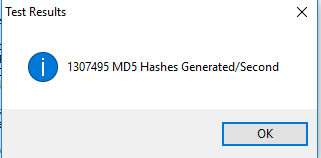 Test Results
1307495 MD5 Hashes Generated/Second
OK